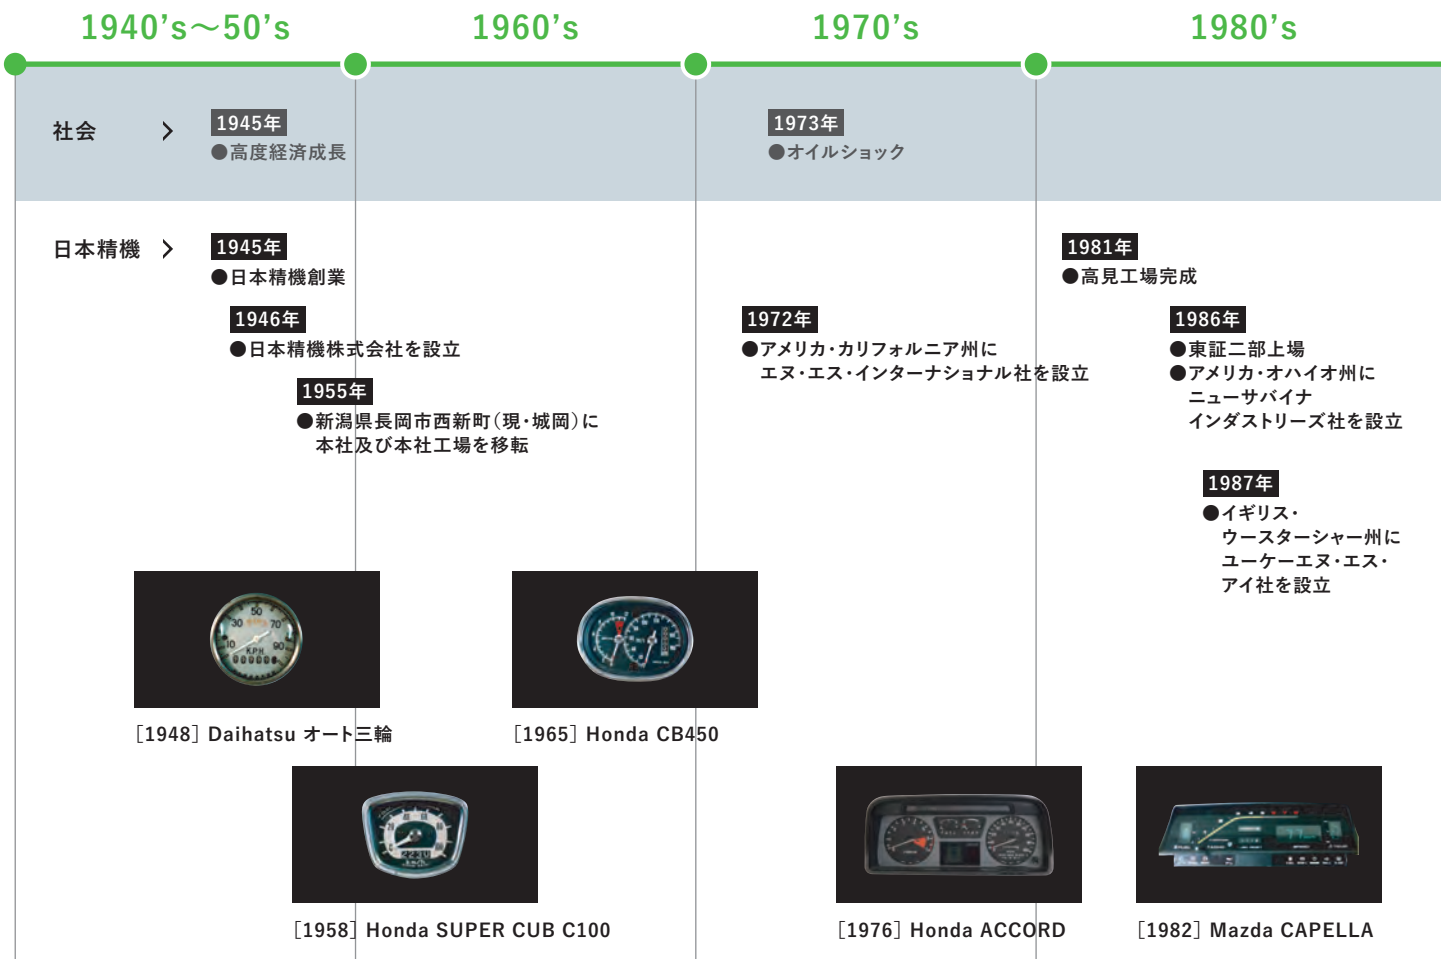 1940's～50's
1960's
1970's
1980's
社会
1945年
●高度経済成長
1973年
●オイルショック
日本精機
1945年
●日本精機創業
1946年
●日本精機株式会社を設立
1955年
●新潟県長岡市西新町（現・城岡）に
本社及び本社工場を移転
1972年
●アメリカ・カリフォルニア州に
エヌ・エス・インターナショナル社を設立
1981年
●高見工場完成
1986年
●東証二部上場
●アメリカ・オハイオ州に
ニューサバイナ
インダストリーズ社を設立
1987年
●イギリス・
ウースターシャー州に
ユーケーエヌ・エス・
アイ社を設立
10 30 50 70 90
K.P.H.
［1948］Daihatsu オート三輪
［1965］Honda CB450
［1958］Honda SUPER CUB C100
［1976］Honda ACCORD
［1982］Mazda CAPELLA